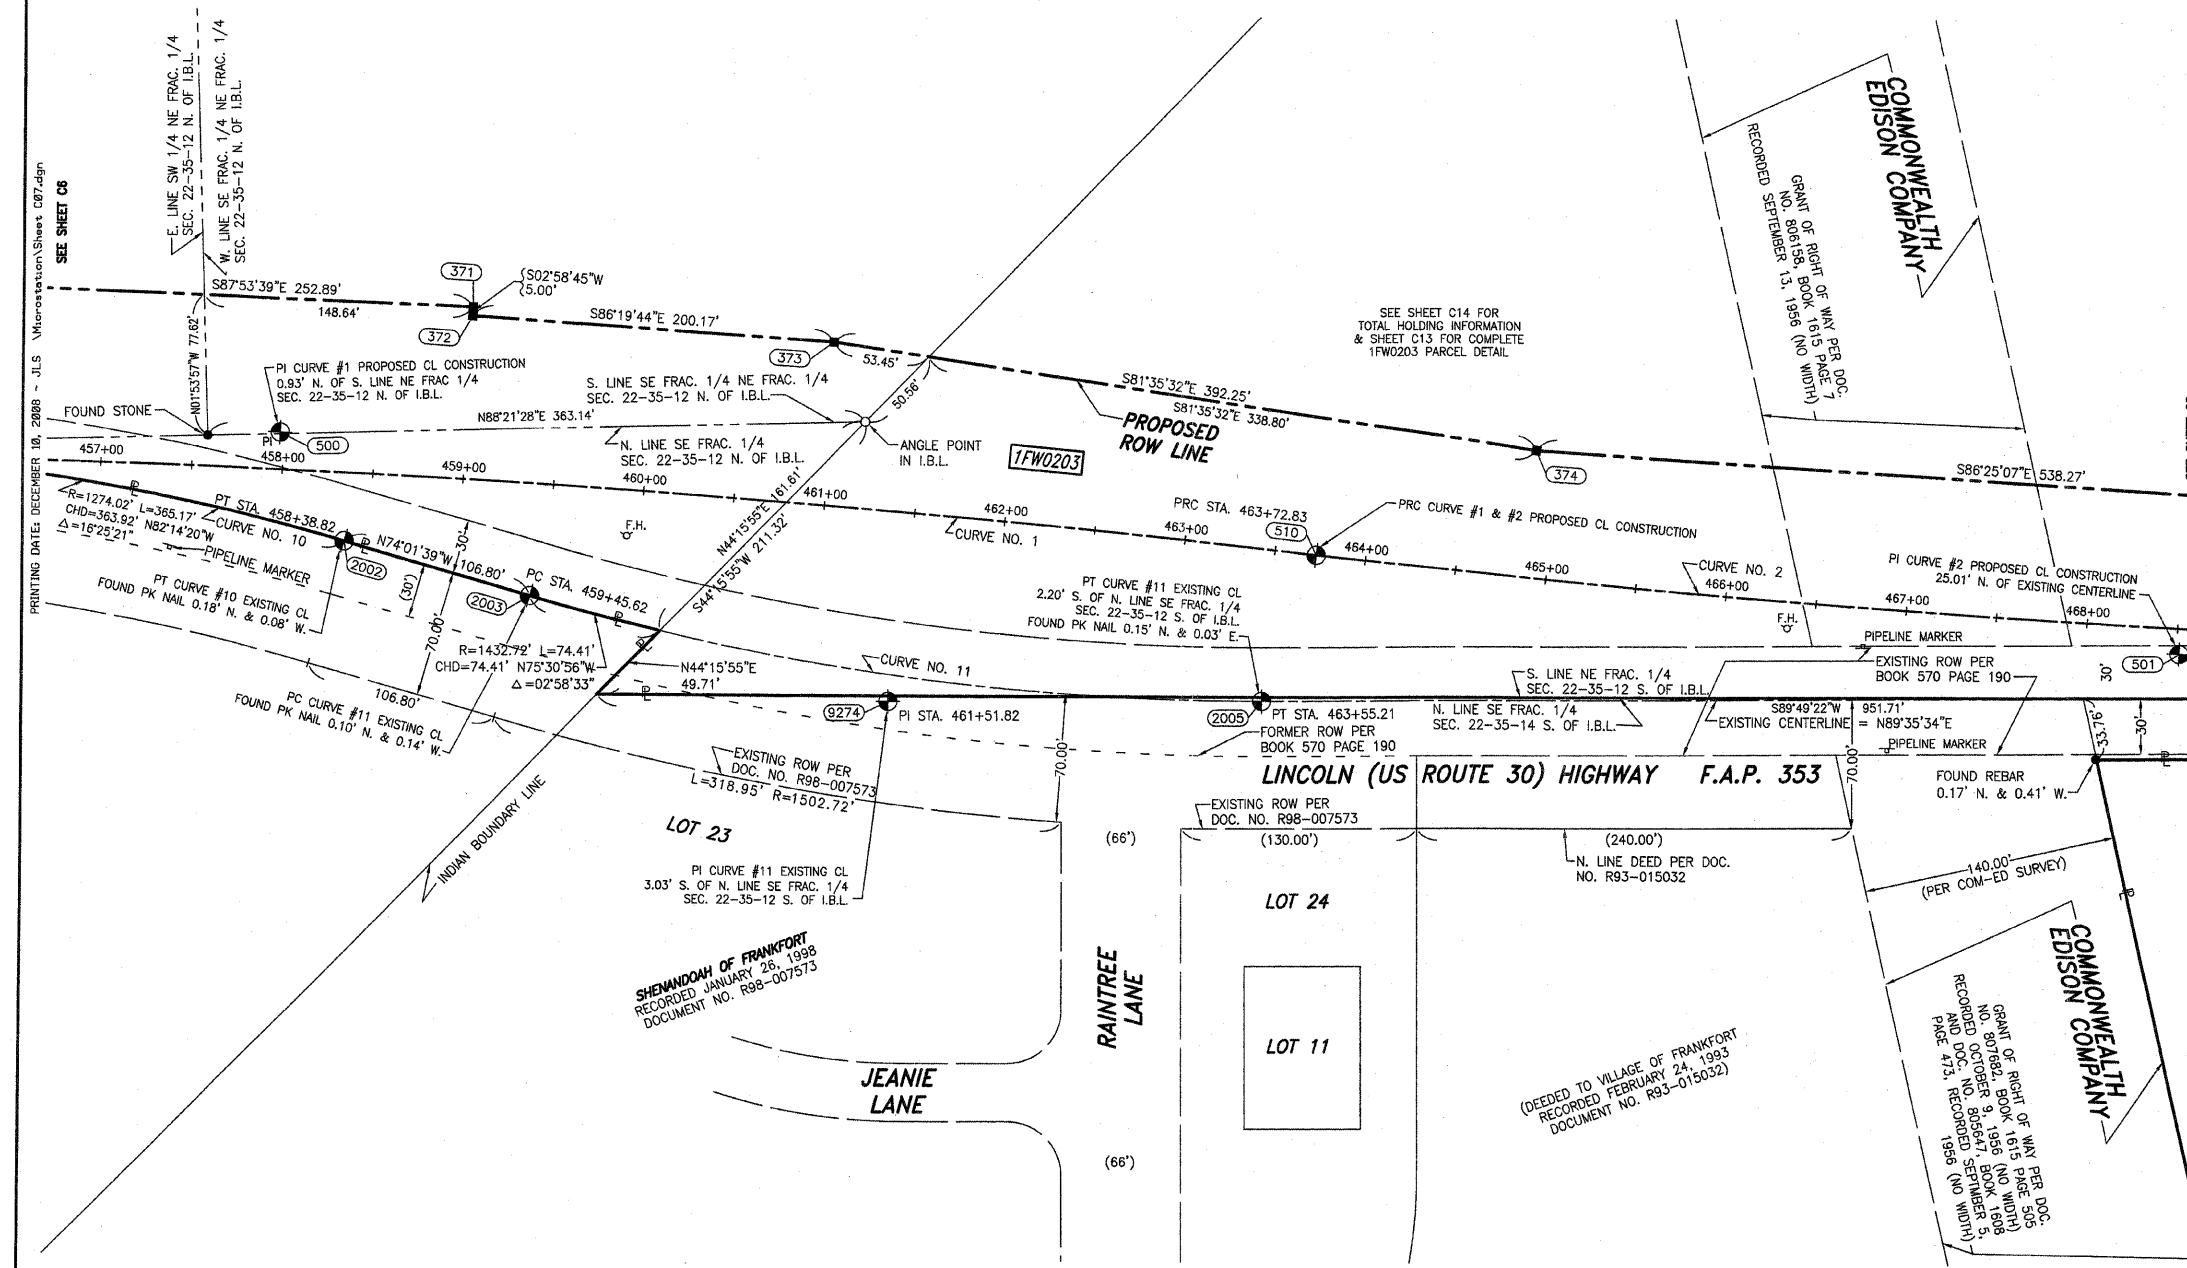 PRINTING DATE: DECEMBER 10, 2008 ~ JLS \Microstation\Sheet C07.dgn
SEE SHEET C6
E. LINE SW 1/4 NE FRAC. 1/4
SEC. 22-35-12 N. OF I.B.L.
W. LINE SE FRAC. 1/4 NE FRAC. 1/4
SEC. 22-35-12 N. OF I.B.L.
S87°53'39"E 252.89'
148.64'
371
S02°58'45"W
5.00'
372
S86°19'44"E 200.17'
373
53.45'
N01°53'57"W 77.62'
PI CURVE #1 PROPOSED CL CONSTRUCTION
0.93' N. OF S. LINE NE FRAC 1/4
SEC. 22-35-12 N. OF I.B.L.
S. LINE SE FRAC. 1/4 NE FRAC. 1/4
SEC. 22-35-12 N. OF I.B.L.
50.56'
FOUND STONE
N88°21'28"E 363.14'
PI
500
N. LINE SE FRAC. 1/4
SEC. 22-35-12 N. OF I.B.L.
ANGLE POINT
IN I.B.L.
1FW0203
S81°35'32"E 392.25'
S81°35'32"E 338.80'
PROPOSED
ROW LINE
SEE SHEET C14 FOR
TOTAL HOLDING INFORMATION
& SHEET C13 FOR COMPLETE
1FW0203 PARCEL DETAIL
374
S86°25'07"E 538.27'
COMMONWEALTH
EDISON COMPANY
GRANT OF RIGHT OF WAY PER DOC.
NO. 806158, BOOK 1615 PAGE 7
RECORDED SEPTEMBER 13, 1956 (NO WIDTH)
457+00
458+00
459+00
460+00
461+00
462+00
463+00
464+00
465+00
466+00
467+00
468+00
CURVE NO. 1
PRC STA. 463+72.83
510
PRC CURVE #1 & #2 PROPOSED CL CONSTRUCTION
CURVE NO. 2
PI CURVE #2 PROPOSED CL CONSTRUCTION
25.01' N. OF EXISTING CENTERLINE
501
R=1274.02' L=365.17'
CHD=363.92' N82°14'20"W
△=16°25'21"
PT STA. 458+38.82
CURVE NO. 10
PIPELINE MARKER
2002
PT CURVE #10 EXISTING CL
FOUND PK NAIL 0.18' N. & 0.08' W.
N74°01'39"W 106.80'
30'
(30')
70.00'
F.H.
N44°15'55"E 161.61'
S44°15'55"W 211.32'
2003
PC STA. 459+45.62
R=1432.72' L=74.41'
CHD=74.41' N75°30'56"W
△=02°58'33"
N44°15'55"E
49.71'
CURVE NO. 11
PT CURVE #11 EXISTING CL
2.20' S. OF N. LINE SE FRAC. 1/4
SEC. 22-35-12 S. OF I.B.L.
FOUND PK NAIL 0.15' N. & 0.03' E.
F.H.
PIPELINE MARKER
EXISTING ROW PER
BOOK 570 PAGE 190
30'
106.80'
PC CURVE #11 EXISTING CL
FOUND PK NAIL 0.10' N. & 0.14' W.
9274
PI STA. 461+51.82
2005
PT STA. 463+55.21
S. LINE NE FRAC. 1/4
SEC. 22-35-12 S. OF I.B.L.
N. LINE SE FRAC. 1/4
SEC. 22-35-14 S. OF I.B.L.
S89°49'22"W 951.71'
EXISTING CENTERLINE = N89°35'34"E
FORMER ROW PER
BOOK 570 PAGE 190
PIPELINE MARKER
33.76'
30'
EXISTING ROW PER
DOC. NO. R98-007573
L=318.95' R=1502.72'
70.00'
LINCOLN (US ROUTE 30) HIGHWAY F.A.P. 353
70.00'
FOUND REBAR
0.17' N. & 0.41' W.
INDIAN BOUNDARY LINE
LOT 23
PI CURVE #11 EXISTING CL
3.03' S. OF N. LINE SE FRAC. 1/4
SEC. 22-35-12 S. OF I.B.L.
(66')
EXISTING ROW PER
DOC. NO. R98-007573
(130.00')
(240.00')
N. LINE DEED PER DOC.
NO. R93-015032
140.00'
(PER COM-ED SURVEY)
LOT 24
SHENANDOAH OF FRANKFORT
RECORDED JANUARY 26, 1998
DOCUMENT NO. R98-007573
RAINTREE
LANE
LOT 11
JEANIE
LANE
(66')
(DEEDED TO VILLAGE OF FRANKFORT
RECORDED FEBRUARY 24, 1993
DOCUMENT NO. R93-015032)
COMMONWEALTH
EDISON COMPANY
GRANT OF RIGHT OF WAY PER DOC.
NO. 807682, BOOK 1615 PAGE 505
RECORDED OCTOBER 9, 1956 (NO WIDTH)
AND DOC. NO. 805647, BOOK 1608
PAGE 473, RECORDED SEPTMBER 5,
1956 (NO WIDTH)